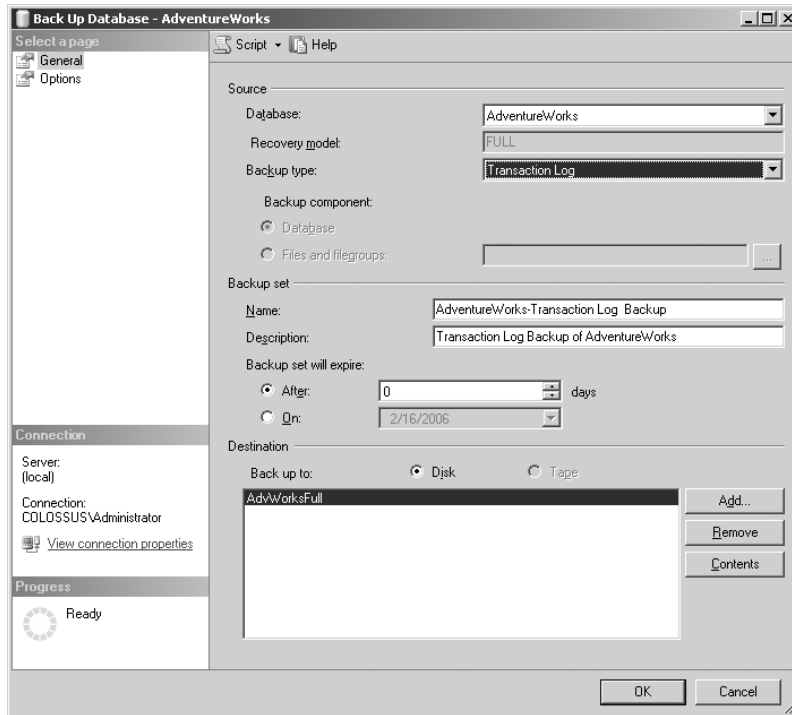 Back Up Database - AdventureWorks
Select a page
General
Options
Script Help
Source
Database: AdventureWorks
Recovery model: FULL
Backup type: Transaction Log
Backup component:
Database
Files and filegroups: ...
Backup set
Name: AdventureWorks-Transaction Log Backup
Description: Transaction Log Backup of AdventureWorks
Backup set will expire:
After: 0 days
On: 2/16/2006
Connection
Server:
(local)
Connection:
COLOSSUS\Administrator
View connection properties
Progress
Ready
Destination
Back up to: Disk Tape
AdvWorksFull
Add...
Remove
Contents
OK Cancel